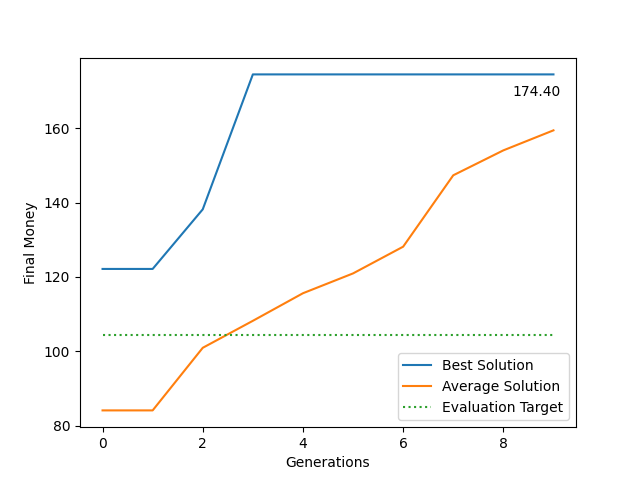 174.40
160
140
120
100
80
Final Money
0
2
4
6
8
Generations
Best Solution
Average Solution
Evaluation Target